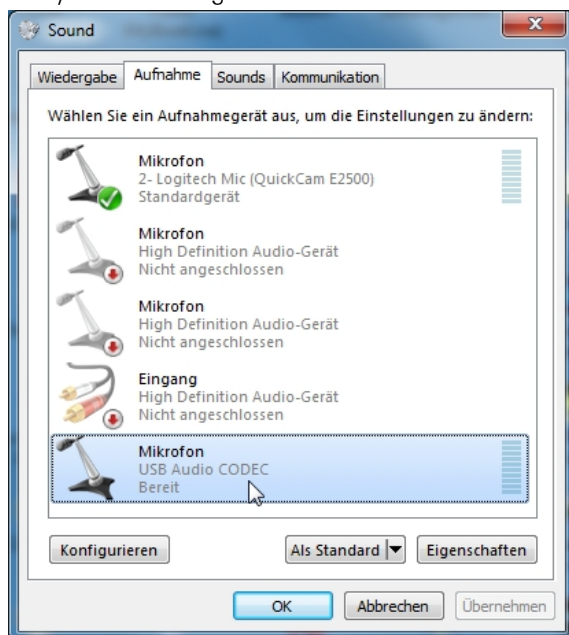 Sound
Wiedergabe Aufnahme Sounds Kommunikation
Wählen Sie ein Aufnahmegerät aus, um die Einstellungen zu ändern:
Mikrofon
2- Logitech Mic (QuickCam E2500)
Standardgerät
Mikrofon
High Definition Audio-Gerät
Nicht angeschlossen
Mikrofon
High Definition Audio-Gerät
Nicht angeschlossen
Eingang
High Definition Audio-Gerät
Nicht angeschlossen
Mikrofon
USB Audio CODEC
Bereit
Konfigurieren Als Standard Eigenschaften
OK Abbrechen Übernehmen